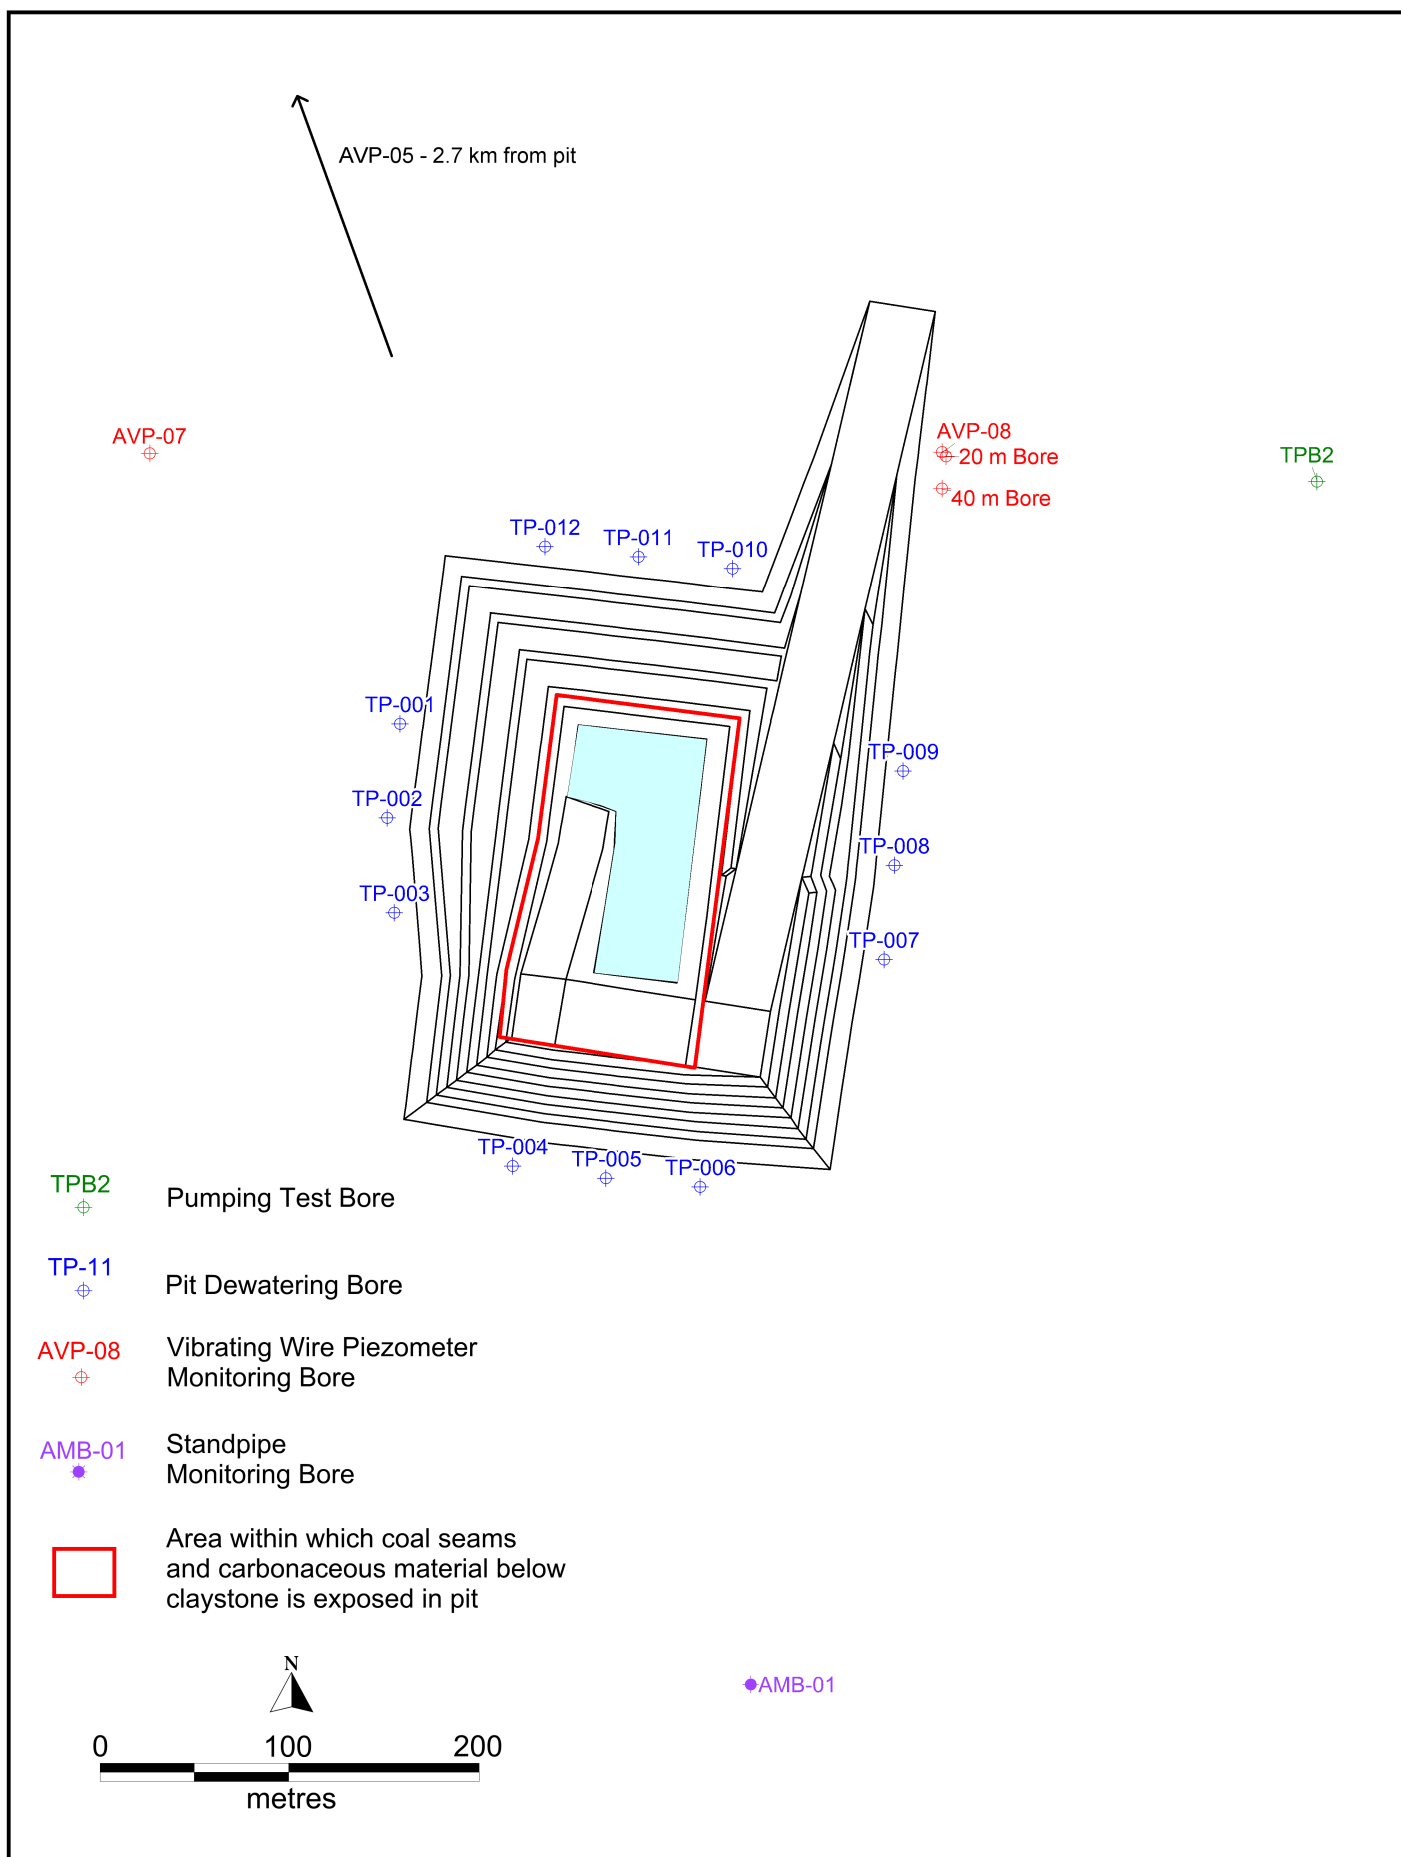 AVP-05 - 2.7 km from pit
AVP-07
AVP-08
20 m Bore
TPB2
40 m Bore
TP-012
TP-011
TP-010
TP-001
TP-009
TP-002
TP-008
TP-003
TP-007
TP-004
TP-005
TP-006
TPB2
Pumping Test Bore
TP-11
Pit Dewatering Bore
AVP-08
Vibrating Wire Piezometer
Monitoring Bore
AMB-01
Standpipe
Monitoring Bore
Area within which coal seams
and carbonaceous material below
claystone is exposed in pit
N
AMB-01
0 100 200
metres